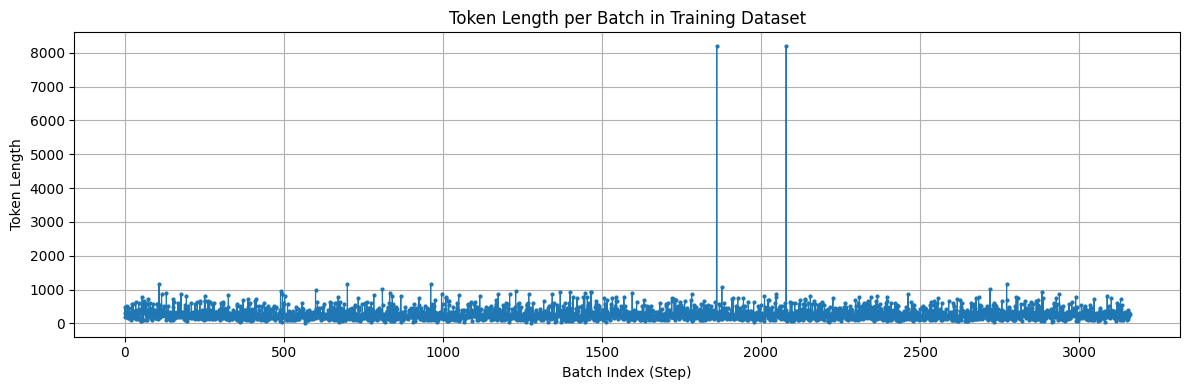 Token Length per Batch in Training Dataset
Token Length
8000
7000
6000
5000
4000
3000
2000
1000
0
0 500 1000 1500 2000 2500 3000
Batch Index (Step)